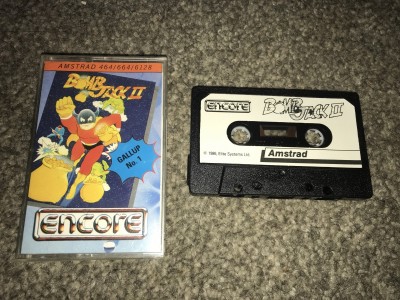 AMSTRAD 464/664/6128
BOMB
JACK II
GALLUP
No. 1
ENCORE
ENCORE
BOMB
JACK II
© 1986, Elite Systems Ltd.
Amstrad